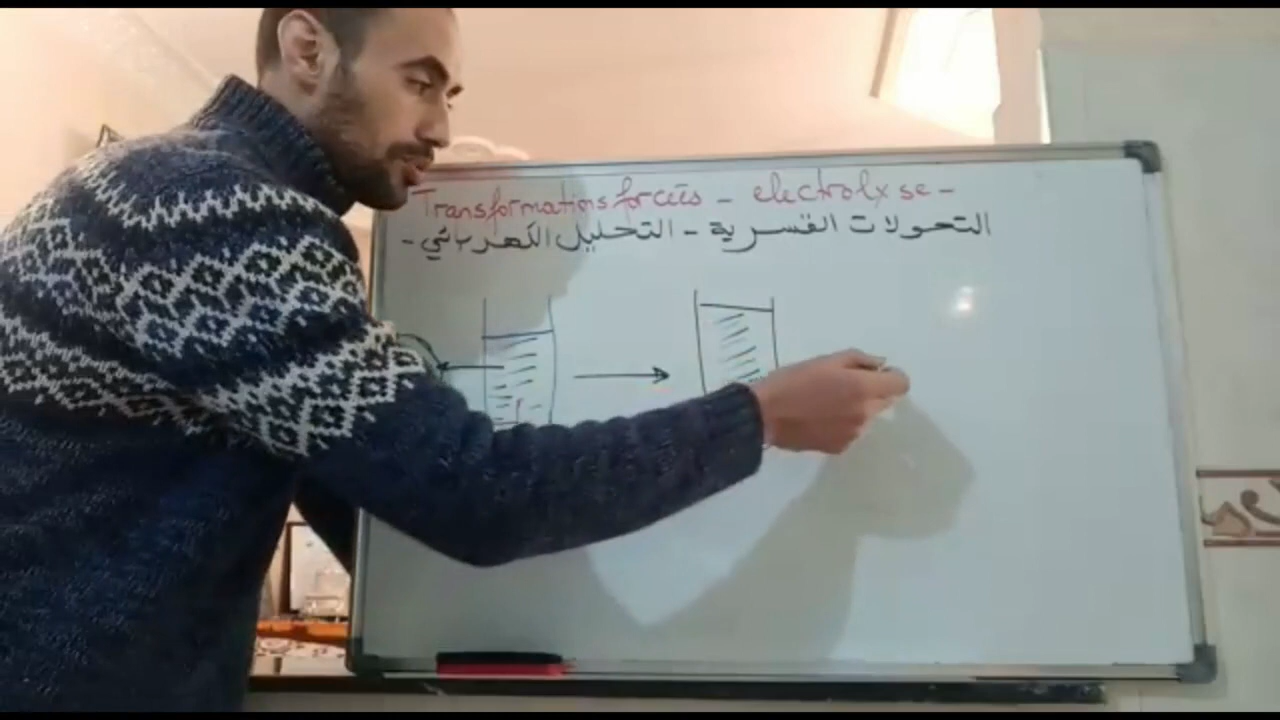 Transformations forcées - electrolyse -
التحولات القسرية - التحليل الكهربائي -